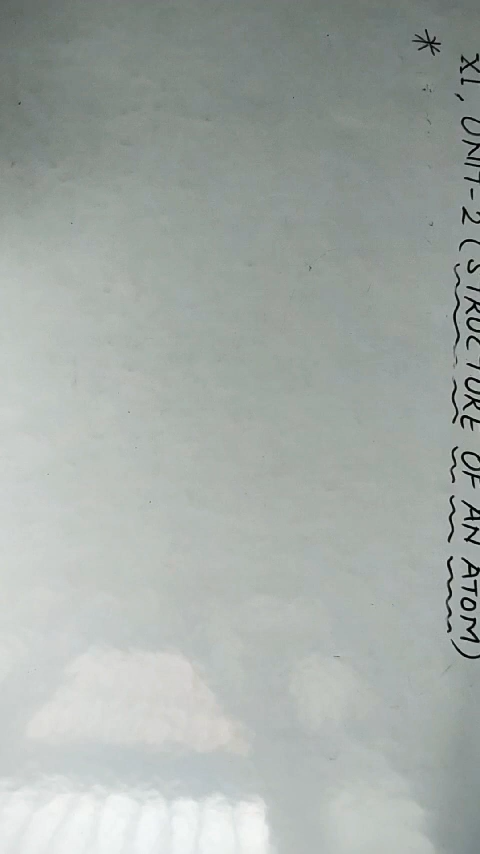 XI, UNIT-2 (STRUCTURE OF AN ATOM)
*